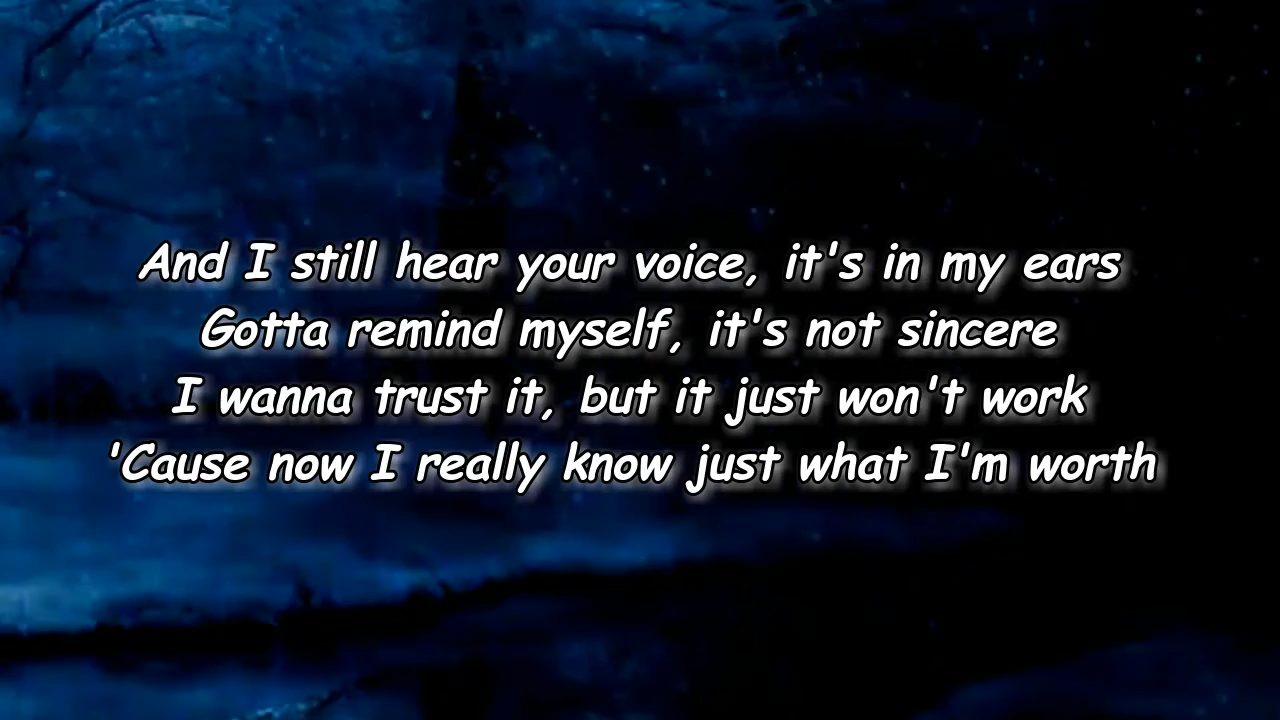 And I still hear your voice, it's in my ears
Gotta remind myself, it's not sincere
I wanna trust it, but it just won't work
'Cause now I really know just what I'm worth